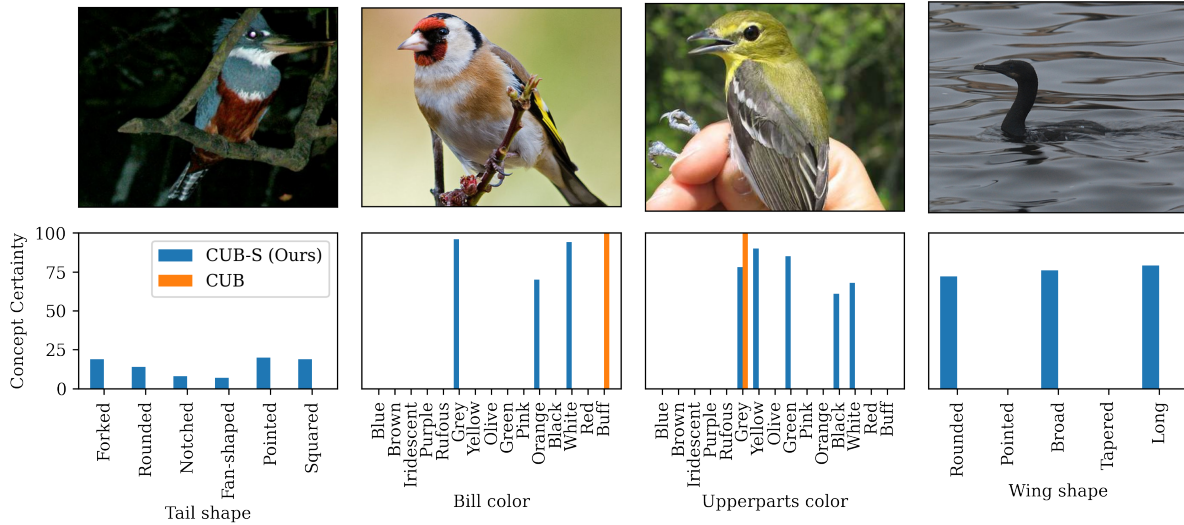 Concept Certainty
100
75
50
25
0
CUB-S (Ours)
CUB
Forked
Rounded
Notched
Fan-shaped
Pointed
Squared
Tail shape
Blue
Brown
Iridescent
Purple
Rufous
Grey
Yellow
Olive
Green
Pink
Orange
Black
White
Red
Buff
Bill color
Blue
Brown
Iridescent
Purple
Rufous
Grey
Yellow
Olive
Green
Pink
Orange
Black
White
Red
Buff
Upperparts color
Rounded
Pointed
Broad
Tapered
Long
Wing shape